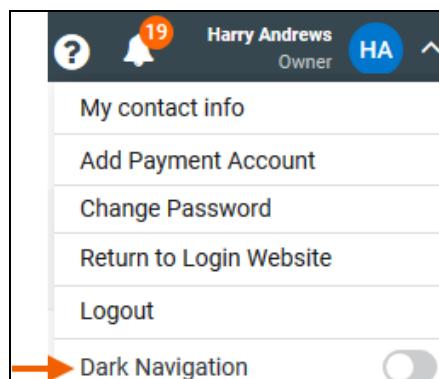 ?
19
Harry Andrews
Owner
HA
My contact info
Add Payment Account
Change Password
Return to Login Website
Logout
Dark Navigation